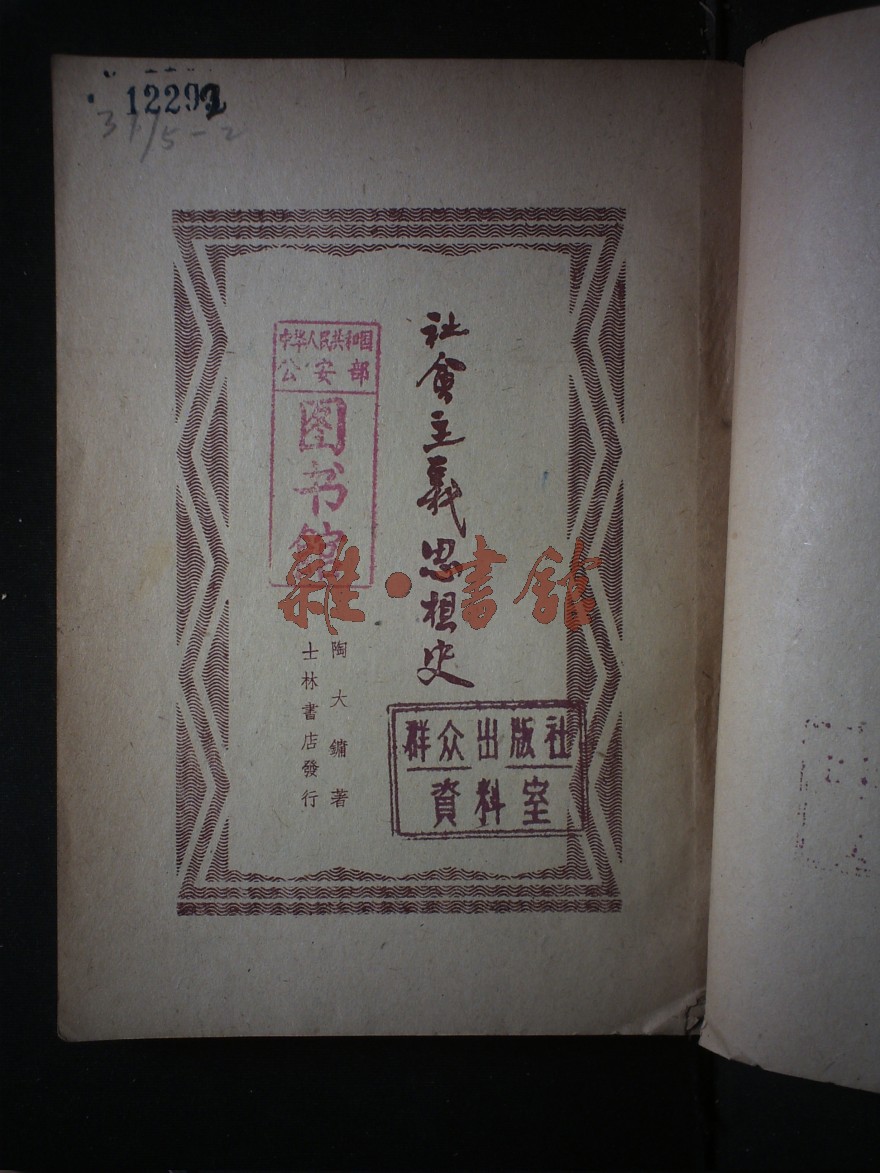 12292
31/5-2
社會主義思想史
中华人民共和国
公安部
图书馆
雜·書館
陶大鏞著
士林書店發行
群众出版社
資料室